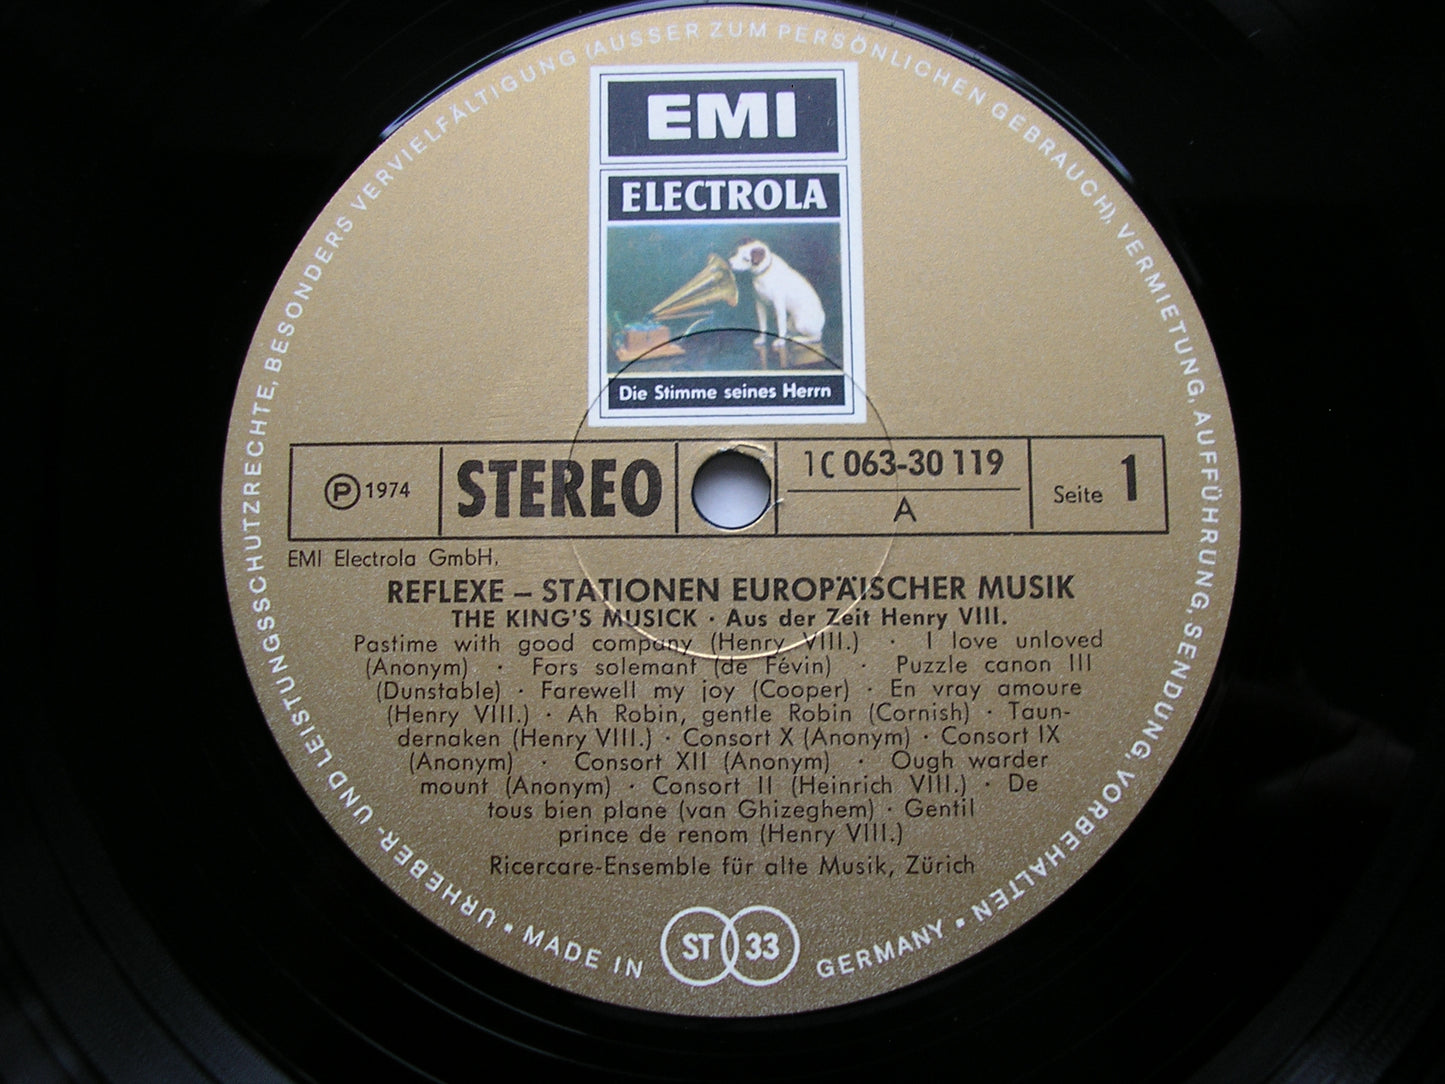 EMI
ELECTROLA
Die Stimme seines Herrn
P 1974
STEREO
1 C 063-30 119
A
Seite 1
EMI Electrola GmbH.
REFLEXE – STATIONEN EUROPÄISCHER MUSIK
THE KING'S MUSICK · Aus der Zeit Henry VIII.
Pastime with good company (Henry VIII.) · I love unloved
(Anonym) · Fors solemant (de Févin) · Puzzle canon III
(Dunstable) · Farewell my joy (Cooper) · En vray amoure
(Henry VIII.) · Ah Robin, gentle Robin (Cornish) · Taun-
dernaken (Henry VIII.) · Consort X (Anonym) · Consort IX
(Anonym) · Consort XII (Anonym) · Ough warder
mount (Anonym) · Consort II (Heinrich VIII.) · De
tous bien plane (van Ghizeghem) · Gentil
prince de renom (Henry VIII.)
Ricercare-Ensemble für alte Musik, Zürich
ST 33
URHEBER- UND LEISTUNGSSCHUTZRECHTE, BESONDERS VERVIELFÄLTIGUNG (AUSSER ZUM PERSÖNLICHEN GEBRAUCH), VERMIETUNG, AUFFÜHRUNG, SENDUNG, VORBEHALTEN •
• MADE IN GERMANY